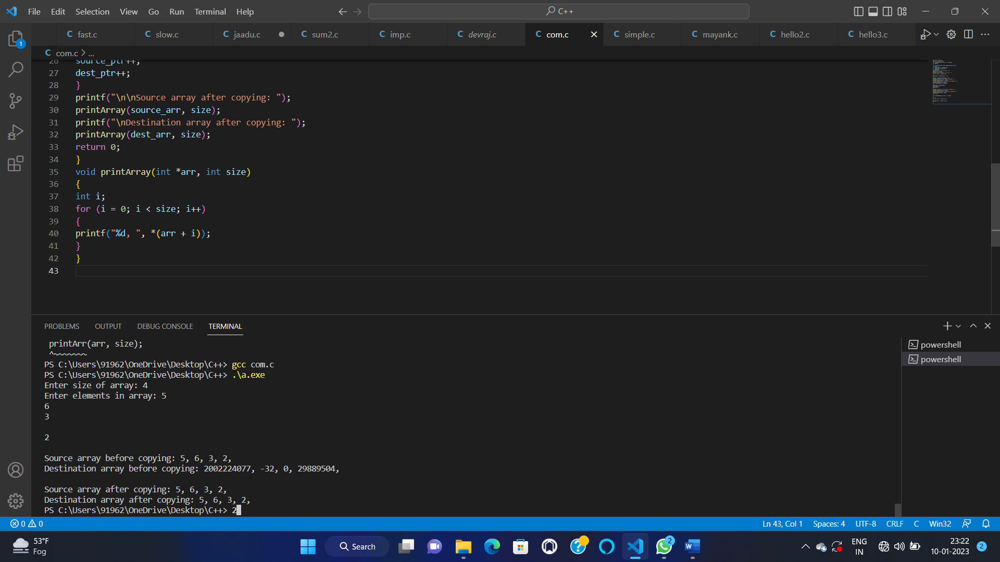 File Edit Selection View Go Run Terminal Help
C++
C fast.c C slow.c C jaadu.c C sum2.c C imp.c C devraj.c C com.c C simple.c C mayank.c C hello2.c C hello3.c
1
C com.c > ...
26 source_ptr++;
27 dest_ptr++;
28 }
29 printf("\n\nSource array after copying: ");
30 printArray(source_arr, size);
31 printf("\nDestination array after copying: ");
32 printArray(dest_arr, size);
33 return 0;
34 }
35 void printArray(int *arr, int size)
36 {
37 int i;
38 for (i = 0; i < size; i++)
39 {
40 printf("%d, ", *(arr + i));
41 }
42 }
43
PROBLEMS OUTPUT DEBUG CONSOLE TERMINAL
powershell
powershell
printArr(arr, size);
^~~~~~~~
PS C:\Users\91962\OneDrive\Desktop\C++> gcc com.c
PS C:\Users\91962\OneDrive\Desktop\C++> .\a.exe
Enter size of array: 4
Enter elements in array: 5
6
3
2
Source array before copying: 5, 6, 3, 2,
Destination array before copying: 2002224077, -32, 0, 29889504,
Source array after copying: 5, 6, 3, 2,
Destination array after copying: 5, 6, 3, 2,
PS C:\Users\91962\OneDrive\Desktop\C++> 2
0 0 Ln 43, Col 1 Spaces: 4 UTF-8 CRLF C Win32
53°F
Fog
Search
2
ENG
IN
23:22
10-01-2023
2